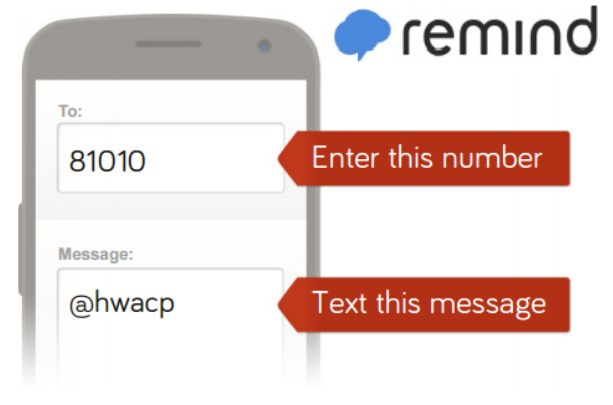 remind
To:
81010
Enter this number
Message:
@hwacp
Text this message